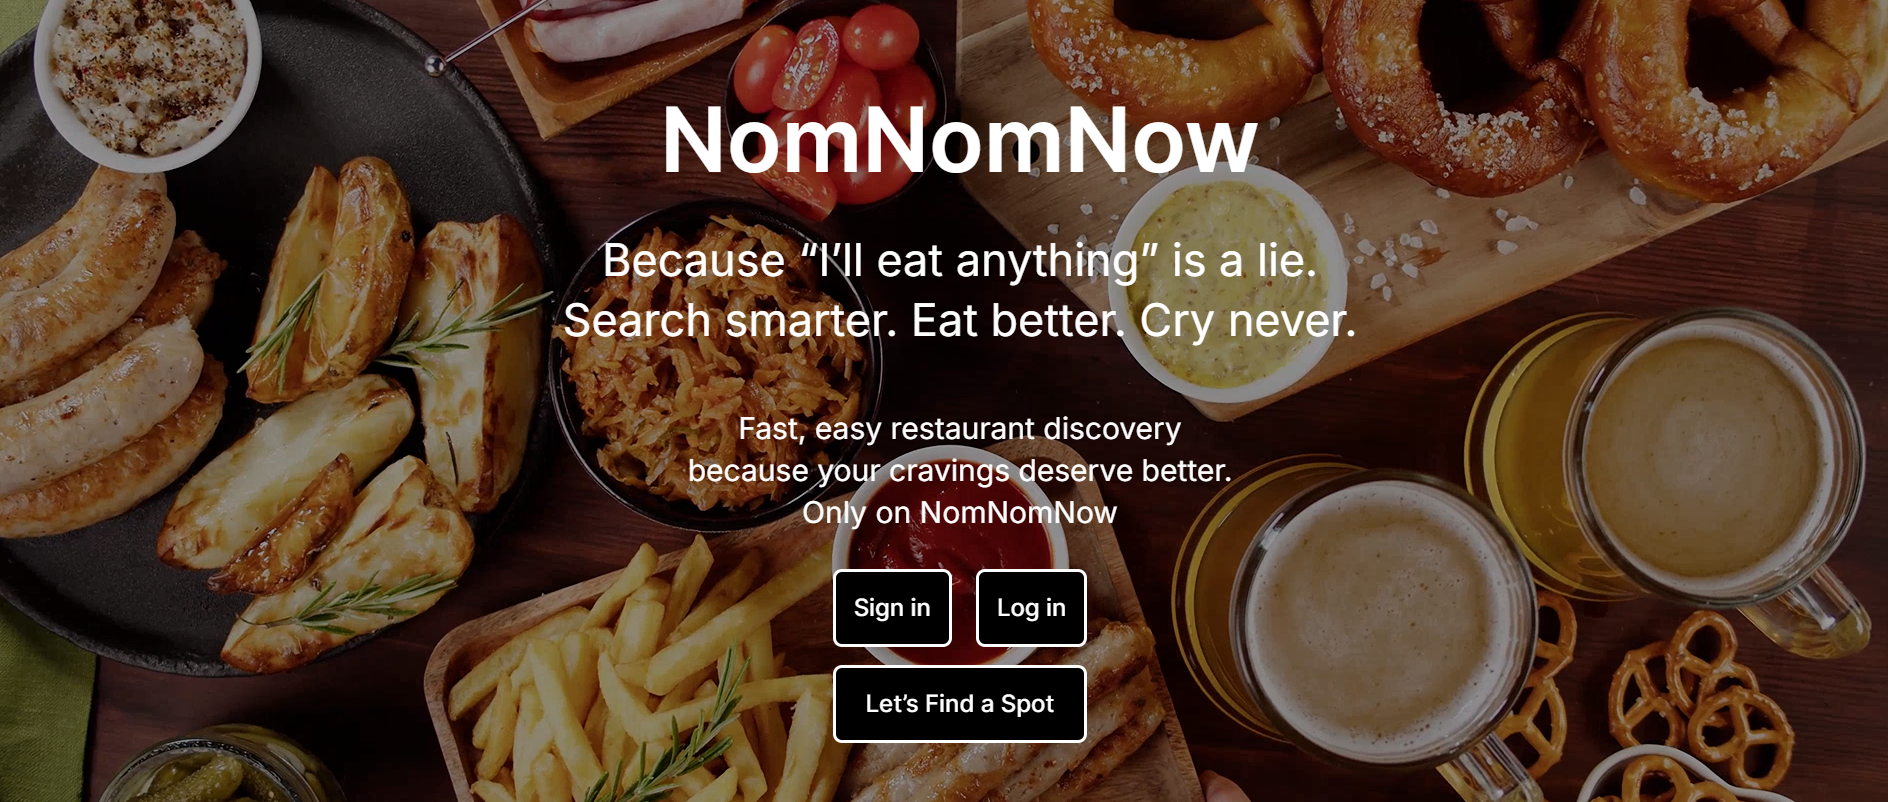 NomNomNow
Because “I’ll eat anything” is a lie.
Search smarter. Eat better. Cry never.
Fast, easy restaurant discovery
because your cravings deserve better.
Only on NomNomNow
Sign in
Log in
Let’s Find a Spot